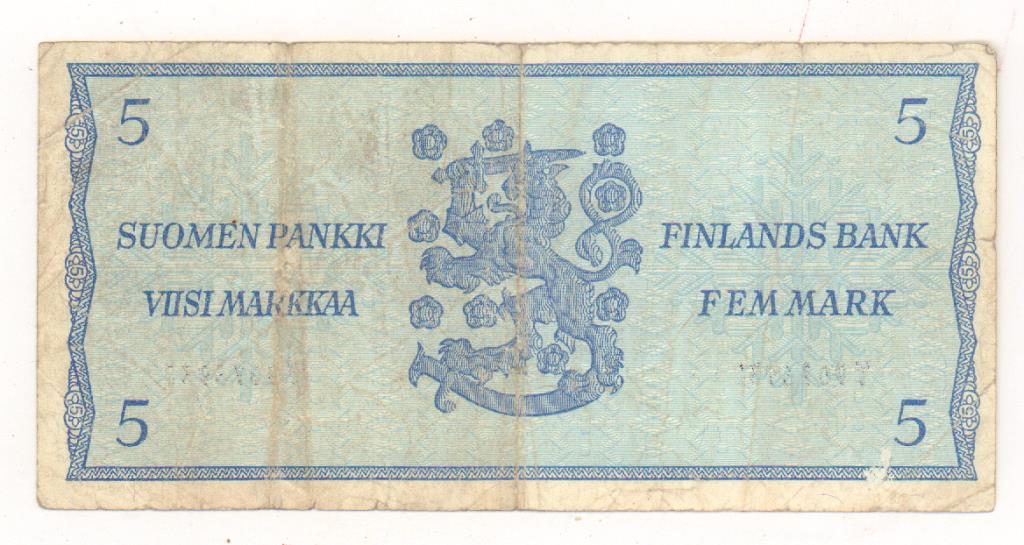 5 5
SUOMEN PANKKI FINLANDS BANK
VIISI MARKKAA FEM MARK
5 5